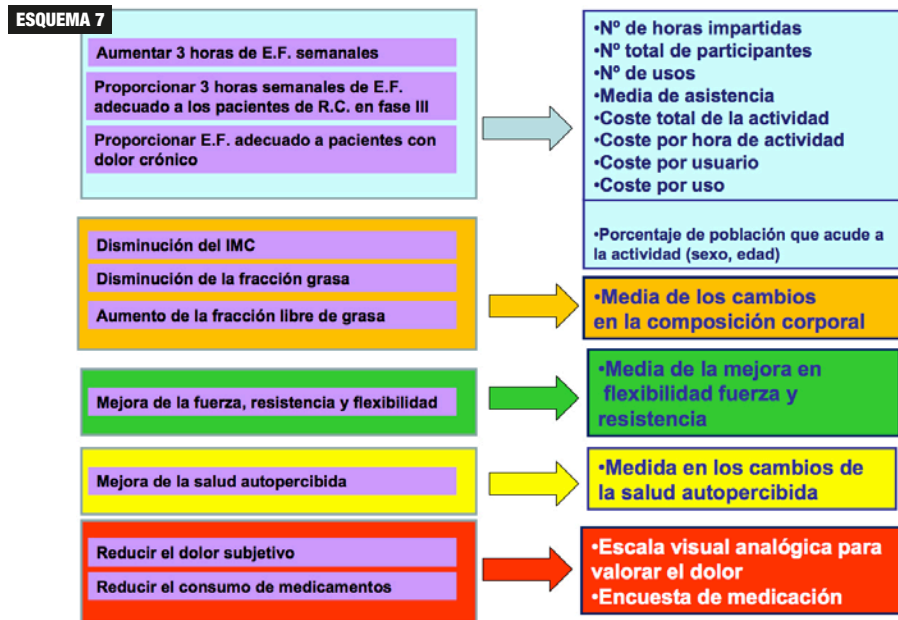 ESQUEMA 7
Aumentar 3 horas de E.F. semanales
Proporcionar 3 horas semanales de E.F.
adecuado a los pacientes de R.C. en fase III
Proporcionar E.F. adecuado a pacientes con
dolor crónico
•Nº de horas impartidas
•Nº total de participantes
•Nº de usos
•Media de asistencia
•Coste total de la actividad
•Coste por hora de actividad
•Coste por usuario
•Coste por uso
•Porcentaje de población que acude a
la actividad (sexo, edad)
Disminución del IMC
Disminución de la fracción grasa
Aumento de la fracción libre de grasa
•Media de los cambios
en la composición corporal
Mejora de la fuerza, resistencia y flexibilidad
•Media de la mejora en
flexibilidad fuerza y
resistencia
Mejora de la salud autopercibida
•Medida en los cambios de
la salud autopercibida
Reducir el dolor subjetivo
Reducir el consumo de medicamentos
•Escala visual analógica para
valorar el dolor
•Encuesta de medicación